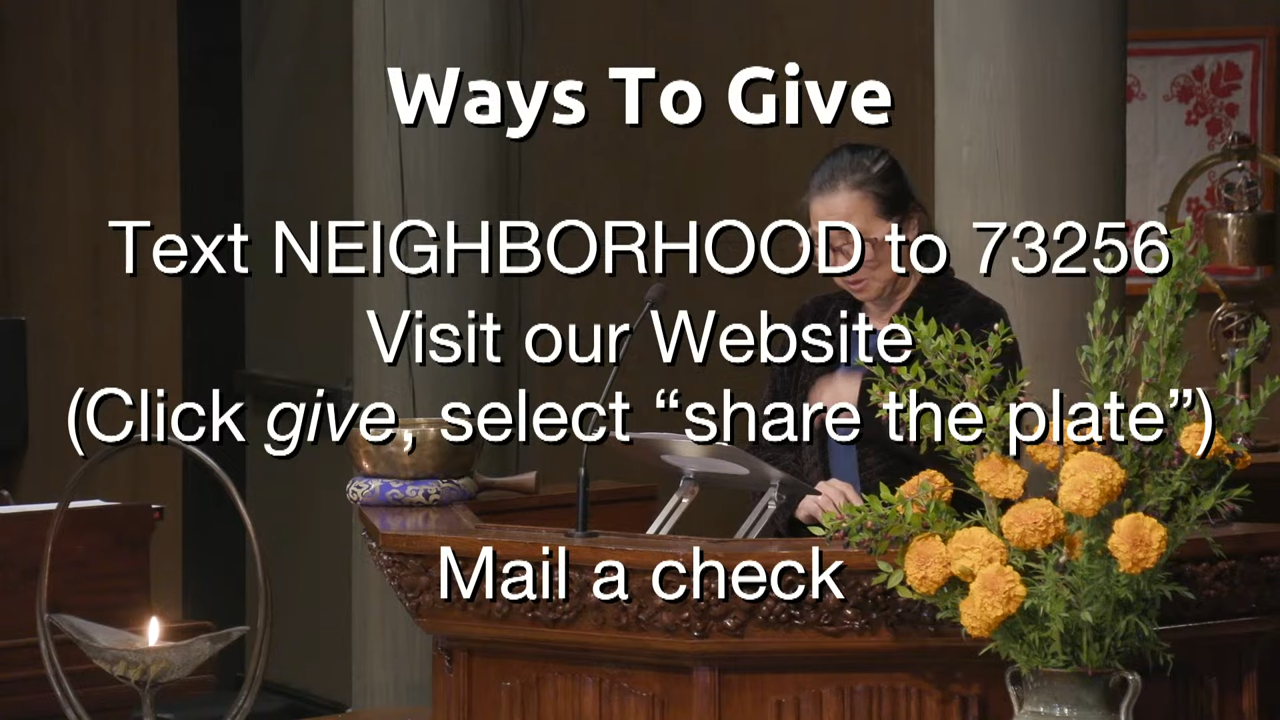 Ways To Give
Text NEIGHBORHOOD to 73256
Visit our Website
(Click give, select “share the plate”)
Mail a check